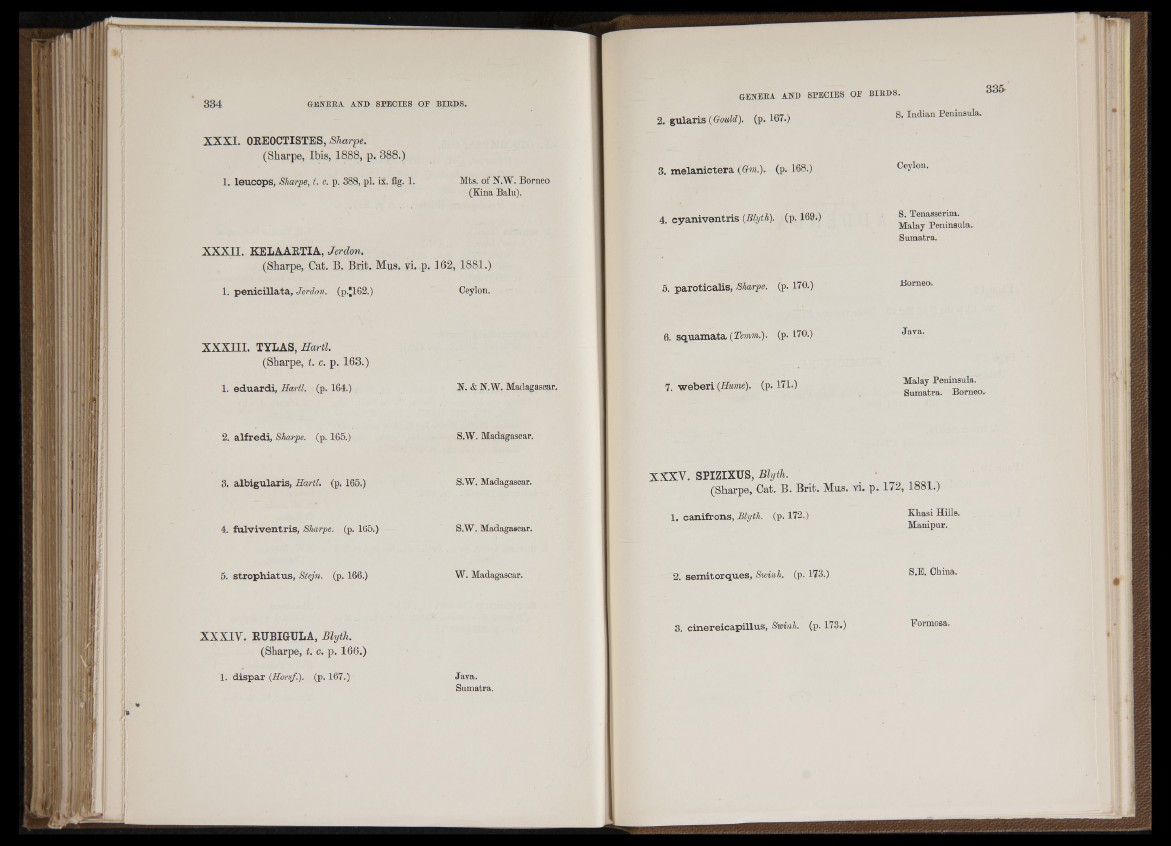 334 GENERA AND SPECIES OF BIRDS.
XXXI. OREOCTISTES, Sharpe.
(Sharpe, Ibis, 1888, p. 388.)
1. leucops, Sharpe, t. c. p. 388, pl. ix. fig. 1. Mts. of N.W. Borneo
(Kina Balu).
XXXII. KELAARTIA, Jerdon.
(Sharpe, Cat. B. Brit. Mus. vi. p. 162, 1881.)
1. penicillata, Jerdon. (p. 162.) Ceylon.
XXXIII. TYLAS, Hartl.
(Sharpe, t. c. p. 163.)
1. eduardi, Hartl. (p. 164.) N. & N.W. Madagascar.
2. alfredi, Sharpe. (p. 165.) S.W. Madagascar.
3. albigularis, Hartl. (p. 165.) S.W. Madagascar.
4. fulviventris, Sharpe. (p. 165.) S.W. Madagascar.
5. strophiatus, Stejn. (p. 166.) W. Madagascar.
XXXIV. RUBIGULA, Blyth.
(Sharpe, t. c. p. 166.)
1. dispar (Horsf.). (p. 167.) Java.
Sumatra.
GENERA AND SPECIES OF BIRDS. 335
2. gularis (Gould). (p. 167.) S. Indian Peninsula.
3. melanictera (Gm.). (p. 168.) Ceylon.
4. cyaniventris (Blyth). (p. 169.) S. Tenasserim.
Malay Peninsula.
Sumatra.
5. paroticalis, Sharpe. (p. 170.) Borneo.
6. squamata (Temm.). (p. 170.) Java.
7. weberi (Hume). (p. 171.) Malay Peninsula.
Sumatra. Borneo.
XXXV. SPIZIXUS, Blyth.
(Sharpe, Cat. B. Brit. Mus. vi. p. 172, 1881.)
1. canifrons, Blyth. (p. 172.) Khasi Hills.
Manipur.
2. semitorques, Swinh. (p. 173.) S.E. China.
3. cinereicapillus, Swinh. (p. 173.) Formosa.